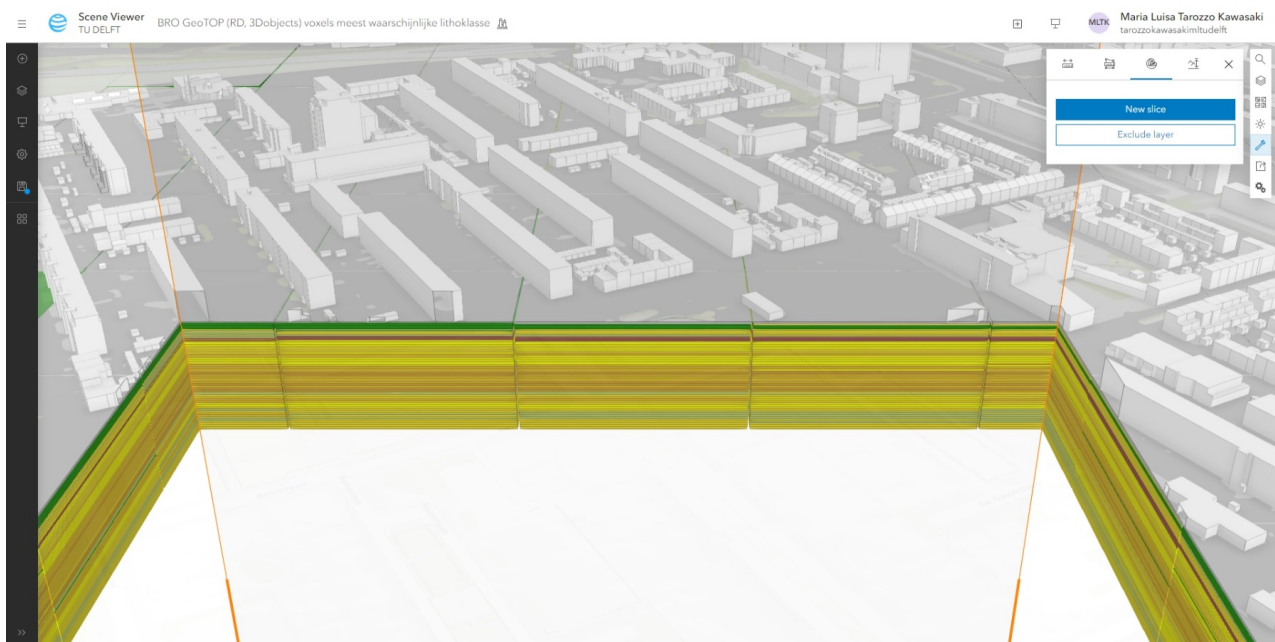 Scene Viewer
TU DELFT
BRO GeoTOP (RD, 3Dobjects) voxels meest waarschijnlijke lithoklasse
MLTK
Maria Luisa Tarozzo Kawasaki
tarozzokawasakimltudelft
New slice
Exclude layer